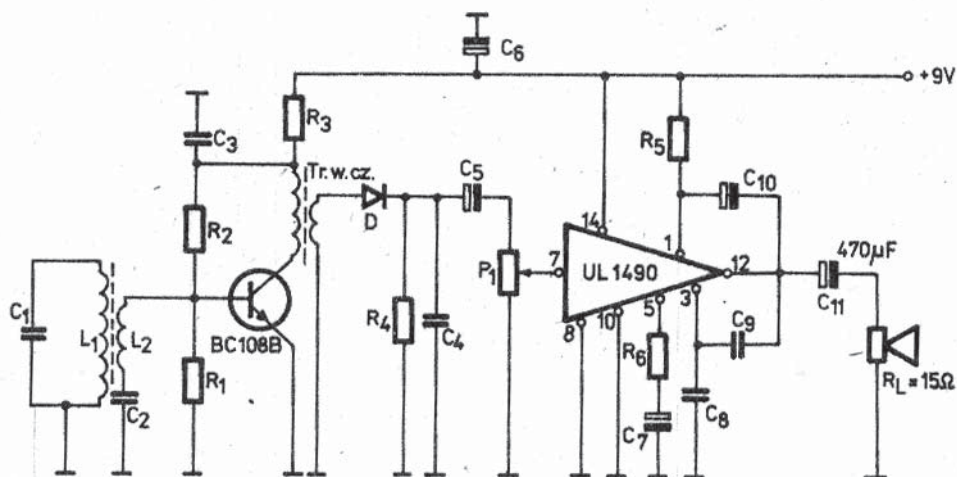 C6
+9V
C3
R3
R5
Tr.w.cz.
C5
C10
D
R2
14
1
470µF
7
P1
UL 1490
12
C1
L1
L2
R4
C4
8
10
5
3
C11
BC108B
R6
C9
R1
C2
C7
C8
RL = 15Ω